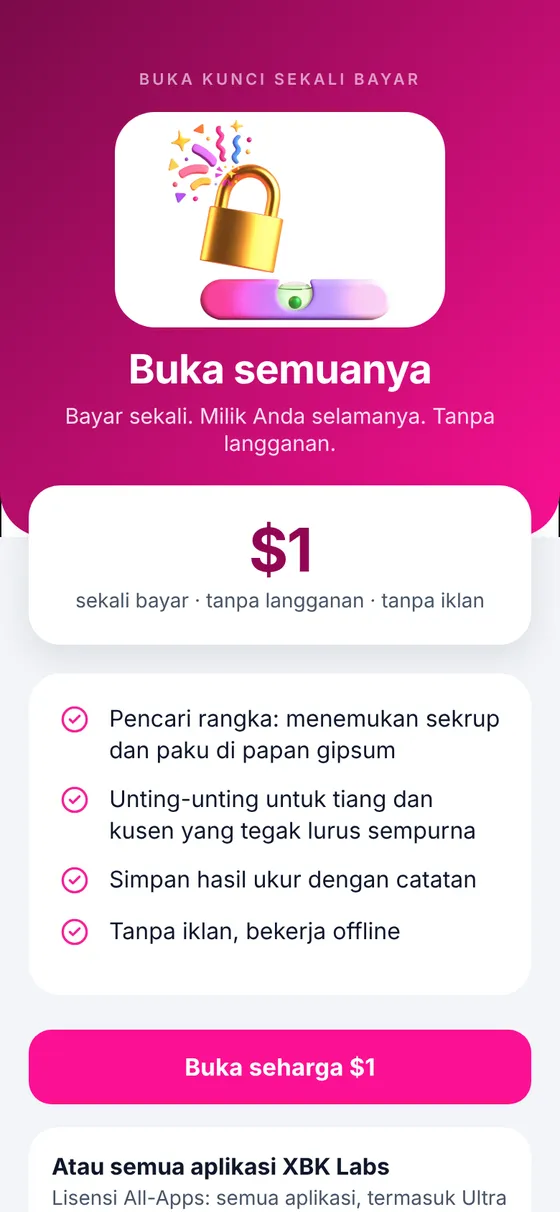 BUKA KUNCI SEKALI BAYAR
Buka semuanya
Bayar sekali. Milik Anda selamanya. Tanpa
langganan.
$1
sekali bayar · tanpa langganan · tanpa iklan
Pencari rangka: menemukan sekrup
dan paku di papan gipsum
Unting-unting untuk tiang dan
kusen yang tegak lurus sempurna
Simpan hasil ukur dengan catatan
Tanpa iklan, bekerja offline
Buka seharga $1
Atau semua aplikasi XBK Labs
Lisensi All-Apps: semua aplikasi, termasuk Ultra